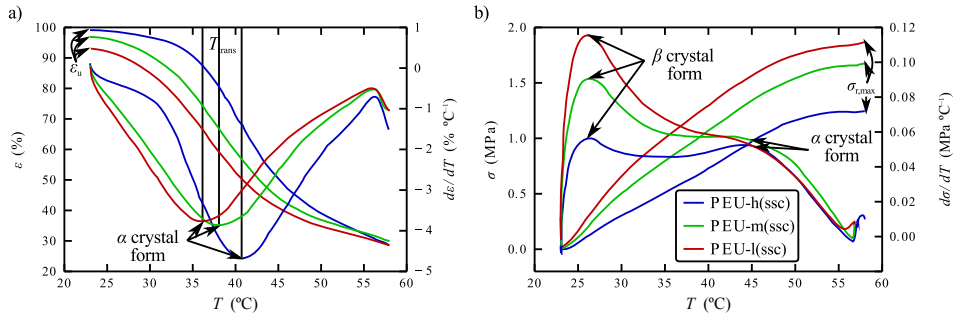 a)
100
90
80
70
60
50
40
30
20
ε (%)
20
25
30
35
40
45
50
55
60
T (ºC)
1
0
−1
−2
−3
−4
−5
dε/dT (% ºC⁻¹)
εu
Ttrans
α crystal
form
b)
2.0
1.5
1.0
0.5
0.0
σ (MPa)
20
25
30
35
40
45
50
55
60
T (ºC)
0.12
0.10
0.08
0.06
0.04
0.02
0.00
dσ/dT (MPa ºC⁻¹)
β crystal
form
σr,max
α crystal
form
PEU-h(ssc)
PEU-m(ssc)
PEU-l(ssc)